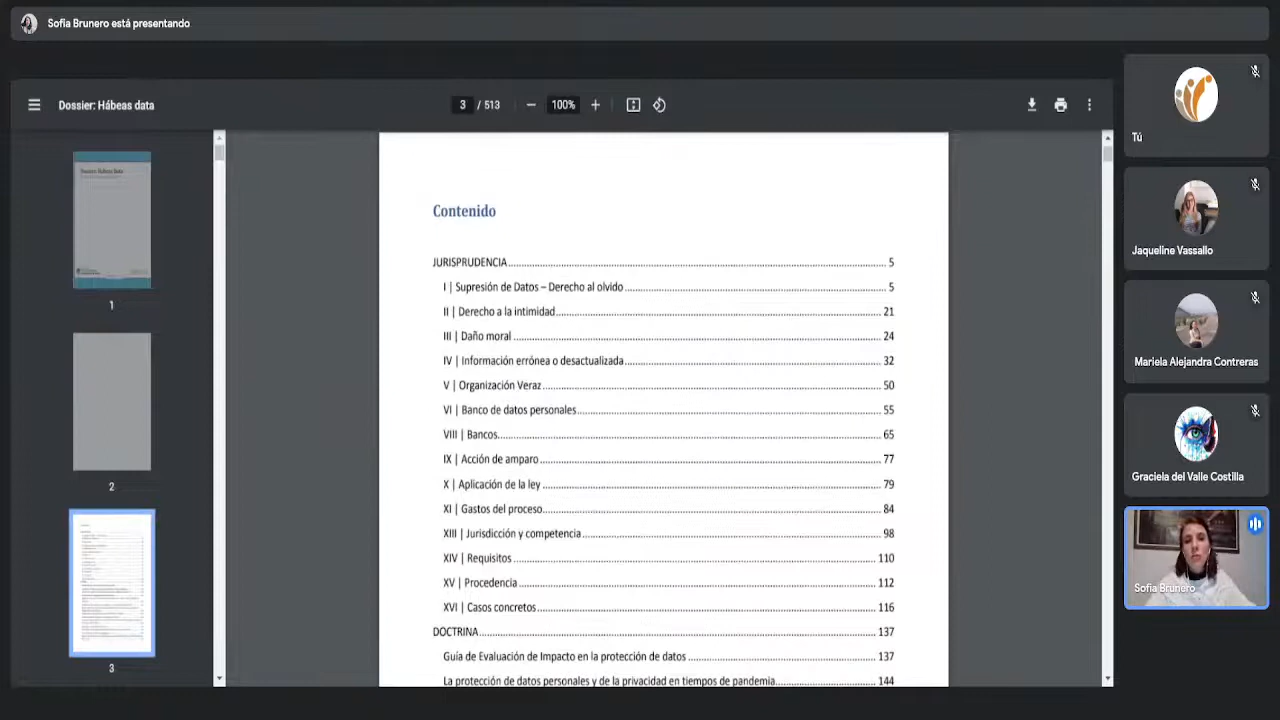 Sofia Brunero está presentando
Dossier: Hábeas data
3 / 513
100%
Contenido
JURISPRUDENCIA 5
I | Supresión de Datos – Derecho al olvido 5
II | Derecho a la intimidad 21
III | Daño moral 24
IV | Información errónea o desactualizada 32
V | Organización Veraz 50
VI | Banco de datos personales 55
VIII | Bancos 65
IX | Acción de amparo 77
X | Aplicación de la ley 79
XI | Gastos del proceso 84
XIII | Jurisdicción y competencia 98
XIV | Requisitos 110
XV | Procedencia 112
XVI | Casos concretos 116
DOCTRINA 137
Guía de Evaluación de Impacto en la protección de datos 137
La protección de datos personales y de la privacidad en tiempos de pandemia 144
1
2
3
Tú
Jaqueline Vassallo
Mariela Alejandra Contreras
Graciela del Valle Costilla
Sofia Brunero